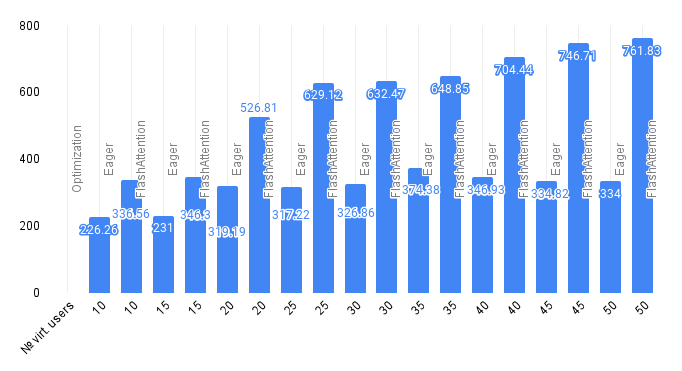 800
600
400
200
0
Optimization
Eager
FlashAttention
Eager
FlashAttention
Eager
FlashAttention
Eager
FlashAttention
Eager
FlashAttention
Eager
FlashAttention
Eager
FlashAttention
Eager
FlashAttention
Eager
FlashAttention
226.26
336.56
231
346.3
319.19
526.81
317.22
629.12
326.86
632.47
374.38
648.85
346.93
704.44
334.82
746.71
334
761.83
№ virt. users
10
10
15
15
20
20
25
25
30
30
35
35
40
40
45
45
50
50